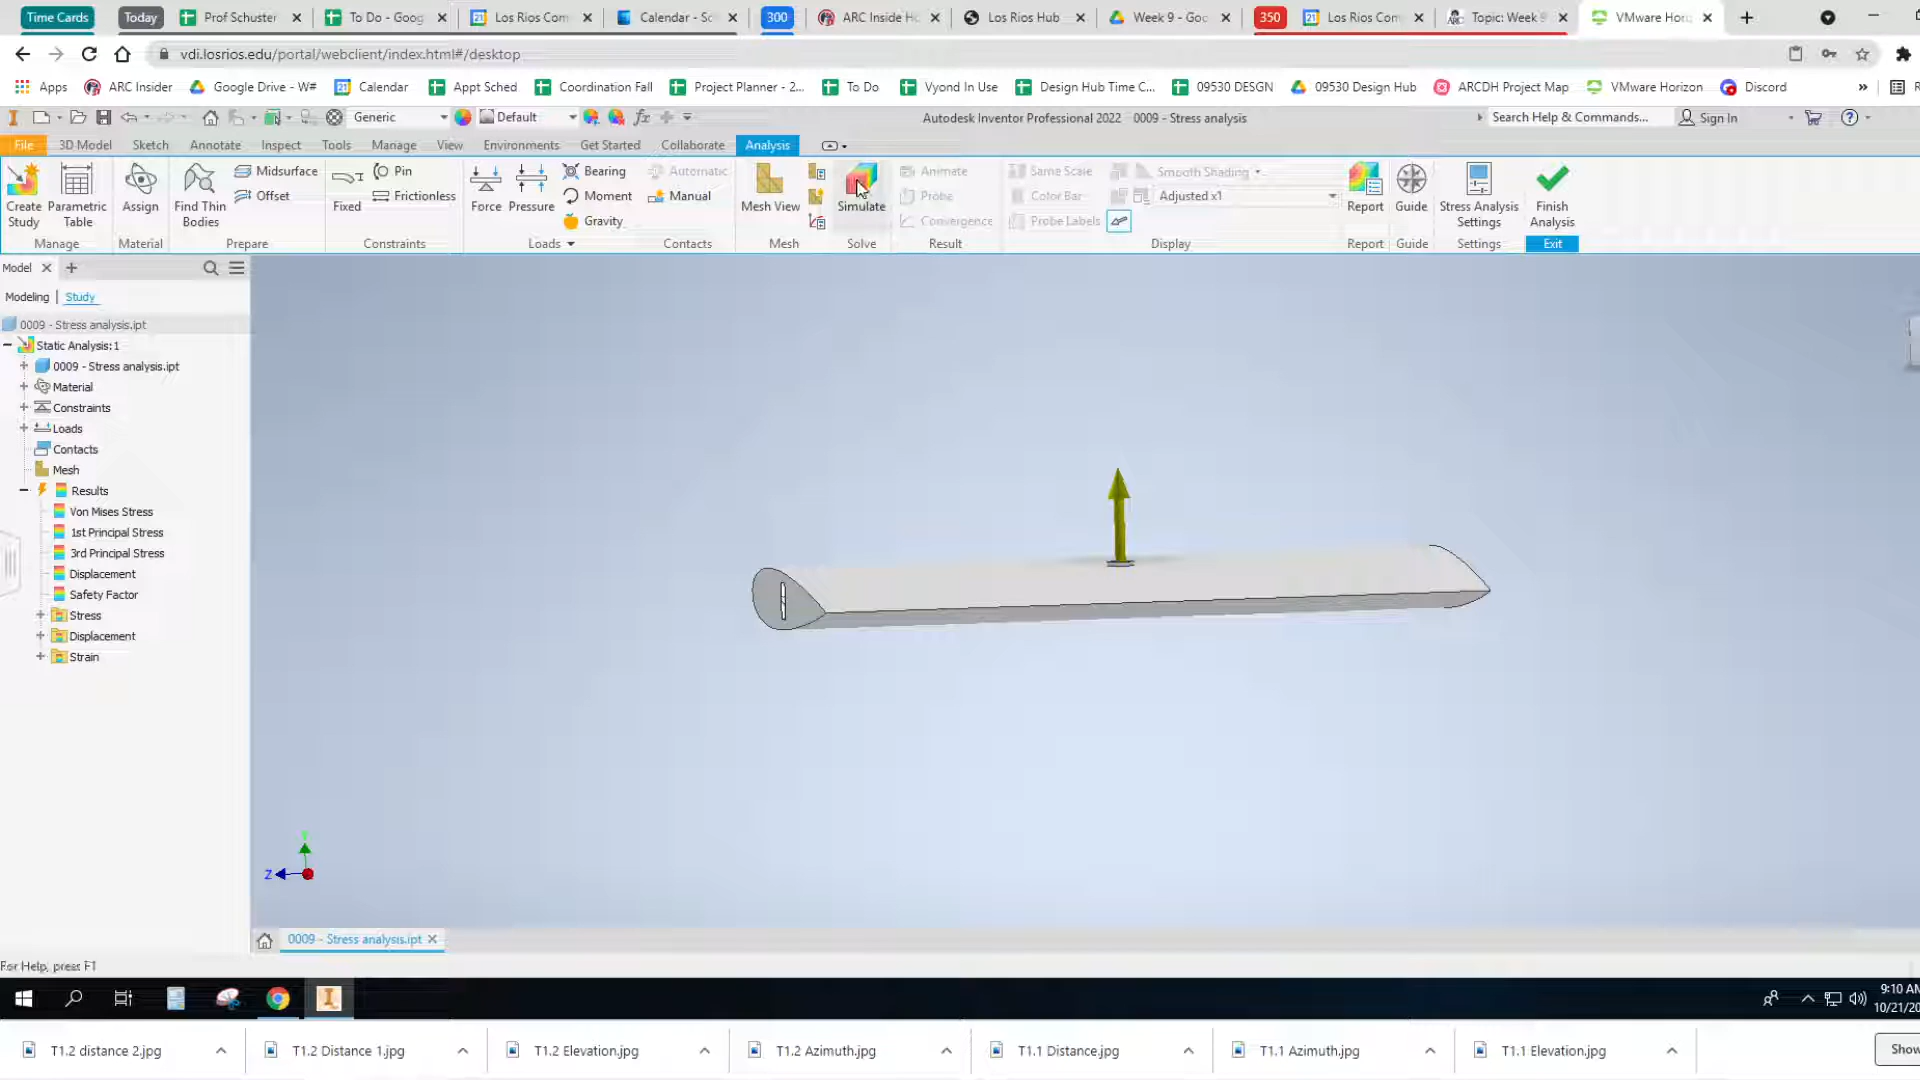 Time Cards Today Prof Schuster To Do - Goog Los Rios Com Calendar - Sc 300 ARC Inside H Los Rios Hub Week 9 - Goo 350 Los Rios Com Topic: Week 9 VMware Hori
vdi.losrios.edu/portal/webclient/index.html#/desktop
Apps ARC Insider Google Drive - W# Calendar Appt Sched Coordination Fall Project Planner - 2... To Do Vyond In Use Design Hub Time C... 09530 DESGN 09530 Design Hub ARCDH Project Map VMware Horizon Discord »
Generic Default fx Autodesk Inventor Professional 2022 0009 - Stress analysis Search Help & Commands... Sign In
File 3D Model Sketch Annotate Inspect Tools Manage View Environments Get Started Collaborate Analysis
Create Study Parametric Table Assign Find Thin Bodies Midsurface Offset Fixed Pin Frictionless Force Pressure Bearing Moment Gravity Automatic Manual Mesh View Simulate Animate Probe Convergence Same Scale Color Bar Probe Labels Smooth Shading Adjusted x1 Report Guide Stress Analysis Settings Finish Analysis
Manage Material Prepare Constraints Loads Contacts Mesh Solve Result Display Report Guide Settings Exit
Model
Modeling | Study
0009 - Stress analysis.ipt
Static Analysis:1
0009 - Stress analysis.ipt
Material
Constraints
Loads
Contacts
Mesh
Results
Von Mises Stress
1st Principal Stress
3rd Principal Stress
Displacement
Safety Factor
Stress
Displacement
Strain
Y
Z
0009 - Stress analysis.ipt
For Help, press F1
9:10 AM
10/21/20
T1.2 distance 2.jpg T1.2 Distance 1.jpg T1.2 Elevation.jpg T1.2 Azimuth.jpg T1.1 Distance.jpg T1.1 Azimuth.jpg T1.1 Elevation.jpg Show